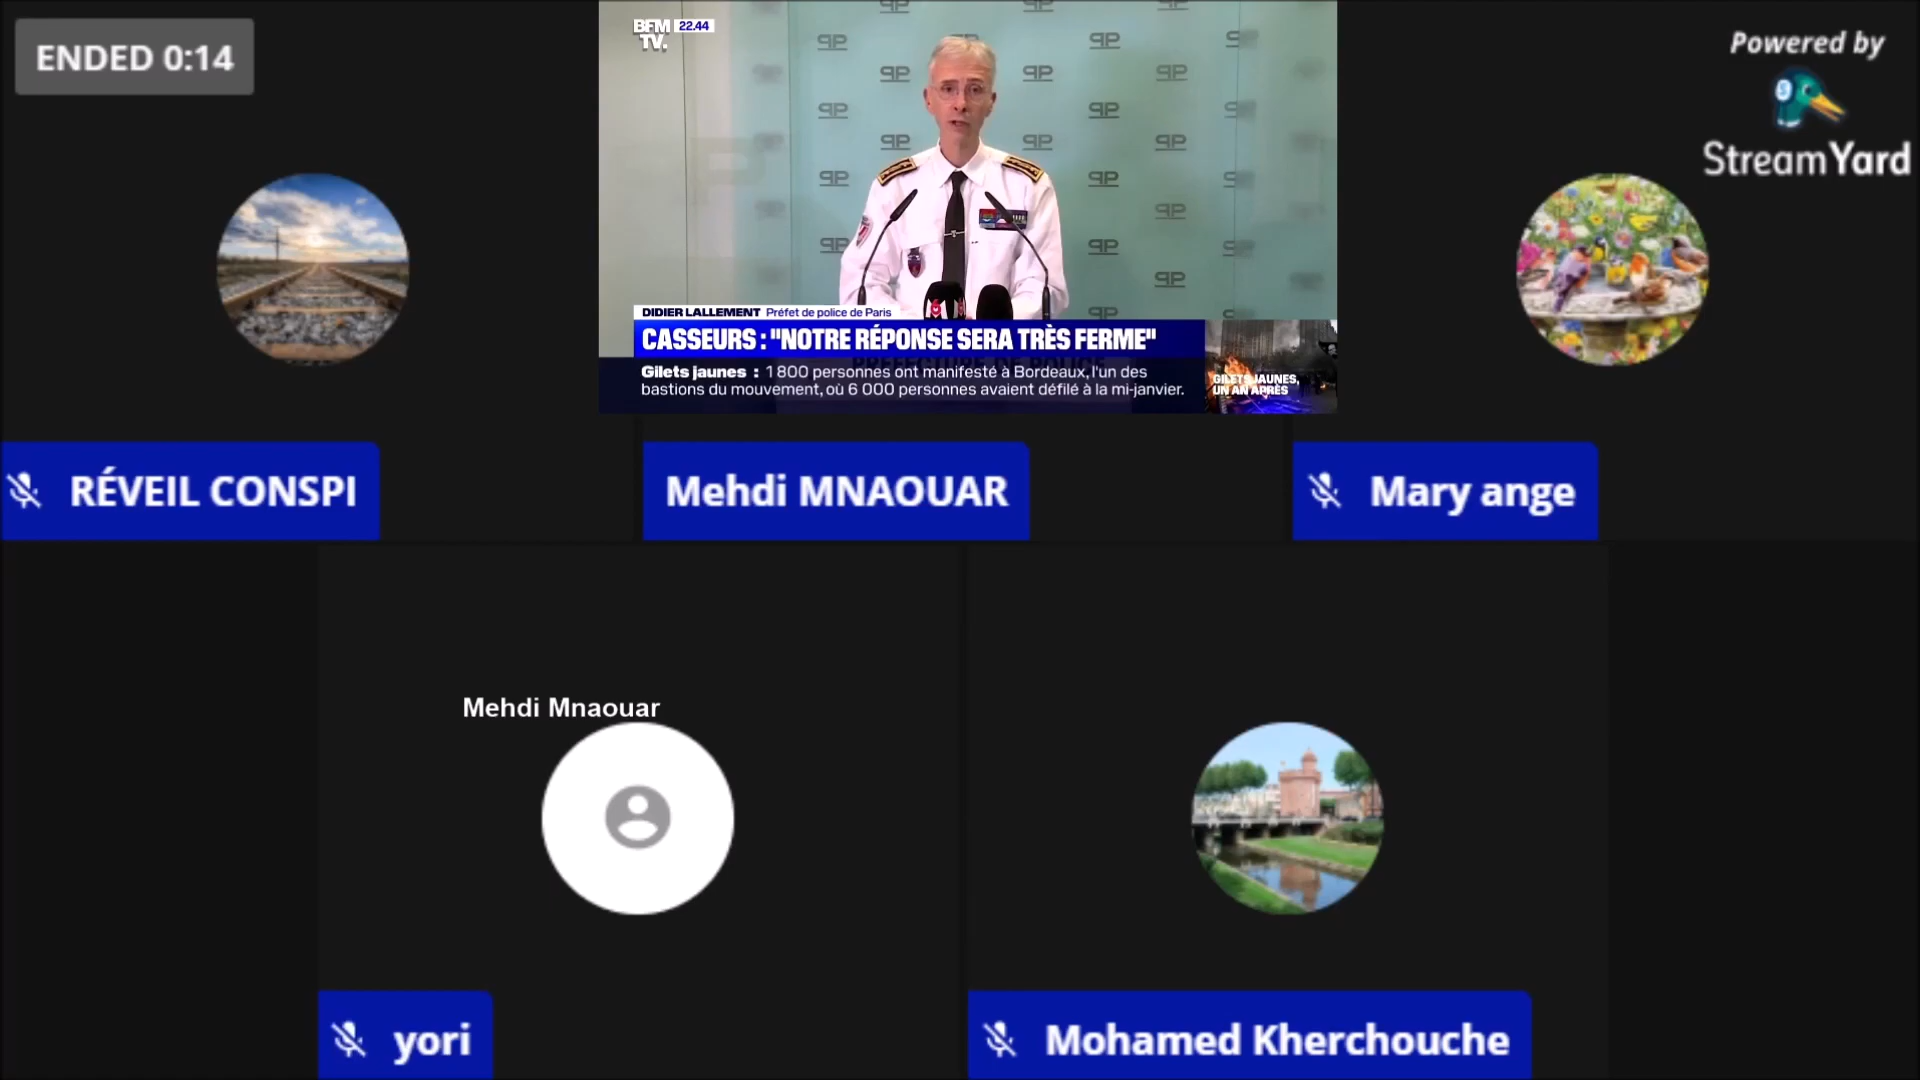 ENDED 0:14
BFM 22.44
TV.
Powered by
StreamYard
DIDIER LALLEMENT Préfet de police de Paris
CASSEURS : "NOTRE RÉPONSE SERA TRÈS FERME"
PRÉFECTURE DE POLICE
Gilets jaunes : 1 800 personnes ont manifesté à Bordeaux, l'un des
bastions du mouvement, où 6 000 personnes avaient défilé à la mi-janvier.
GILETS JAUNES,
UN AN APRÈS
RÉVEIL CONSPI
Mehdi MNAOUAR
Mary ange
Mehdi Mnaouar
yori
Mohamed Kherchouche